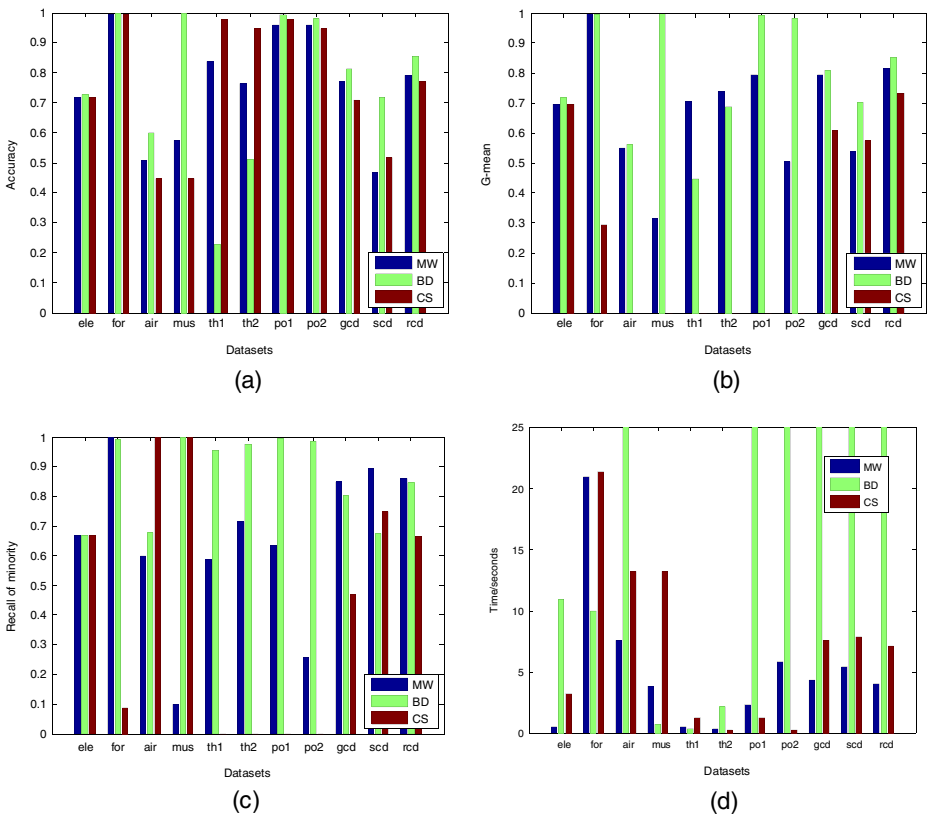 1
0.9
0.8
0.7
0.6
0.5
0.4
0.3
0.2
0.1
0
Accuracy
MW
BD
CS
ele for air mus th1 th2 po1 po2 gcd scd rcd
Datasets
(a)
1
0.9
0.8
0.7
0.6
0.5
0.4
0.3
0.2
0.1
0
G-mean
MW
BD
CS
ele for air mus th1 th2 po1 po2 gcd scd rcd
Datasets
(b)
1
0.9
0.8
0.7
0.6
0.5
0.4
0.3
0.2
0.1
0
Recall of minority
MW
BD
CS
ele for air mus th1 th2 po1 po2 gcd scd rcd
Datasets
(c)
25
20
15
10
5
0
Time/seconds
MW
BD
CS
ele for air mus th1 th2 po1 po2 gcd scd rcd
Datasets
(d)